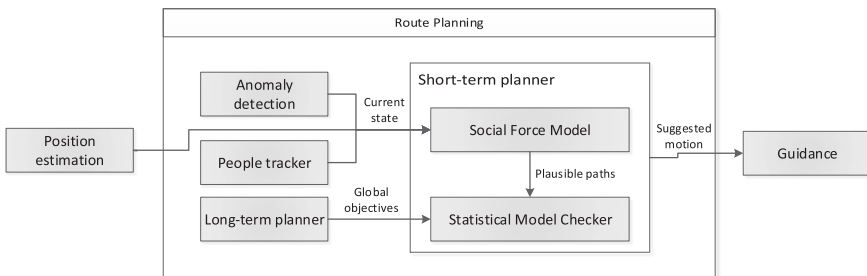 Route Planning
Short-term planner
Anomaly
detection
Current
state
Social Force Model
Position
estimation
People tracker
Suggested
motion
Guidance
Plausible paths
Global
objectives
Long-term planner
Statistical Model Checker